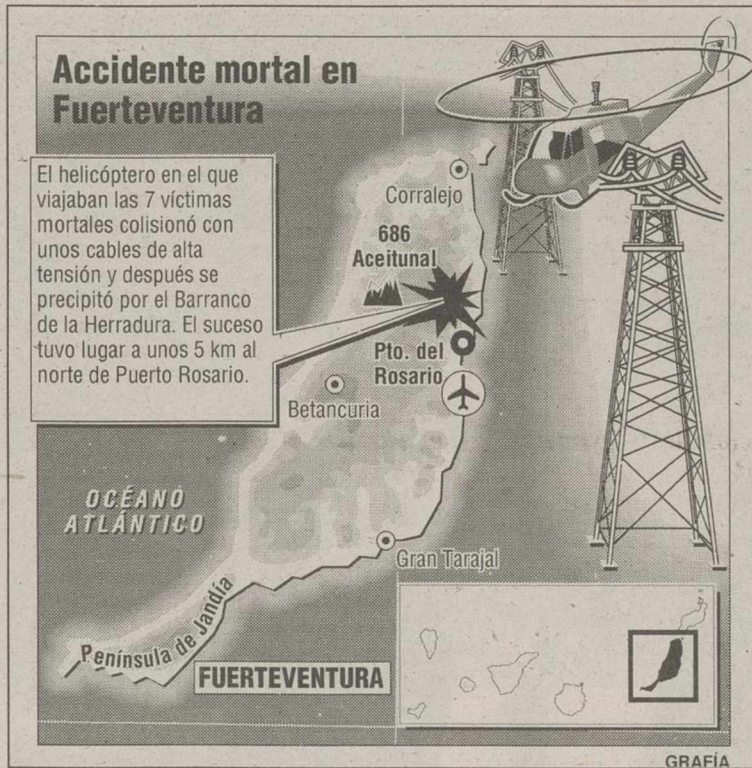 Accidente mortal en
Fuerteventura
El helicóptero en el que
viajaban las 7 víctimas
mortales colisionó con
unos cables de alta
tensión y después se
precipitó por el Barranco
de la Herradura. El suceso
tuvo lugar a unos 5 km al
norte de Puerto Rosario.
Corralejo
686
Aceitunal
Pto. del
Rosario
Betancuria
OCÉANO
ATLÁNTICO
Gran Tarajal
Península de Jandía
FUERTEVENTURA
GRAFÍA